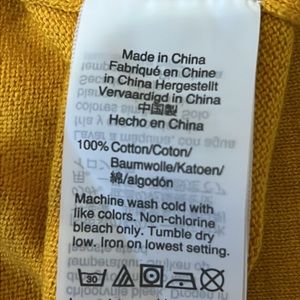 Made in China
Fabriqué en Chine
in China Hergestellt
Vervaardigd in China
中国製
Hecho en China
100% Cotton/Coton/
Baumwolle/Katoen/
綿/algodón
Machine wash cold with
like colors. Non-chlorine
bleach only. Tumble dry
low. Iron on lowest setting.
30